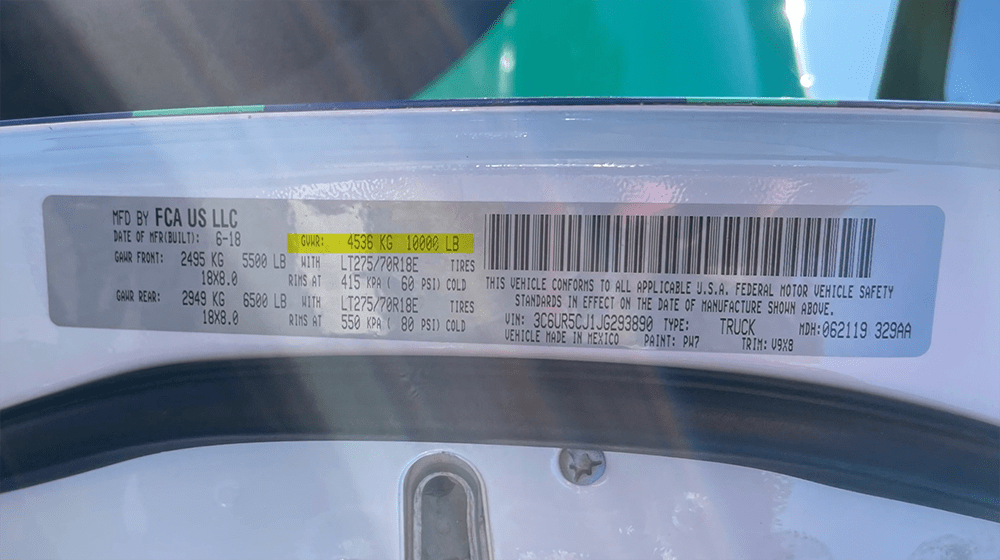 MFD BY FCA US LLC
DATE OF MFR(BUILT): 6-18
GVWR: 4536 KG 10000 LB
GAWR FRONT: 2495 KG 5500 LB WITH LT275/70R18E TIRES
18X8.0 RIMS AT 415 KPA ( 60 PSI) COLD
GAWR REAR: 2949 KG 6500 LB WITH LT275/70R18E TIRES
18X8.0 RIMS AT 550 KPA ( 80 PSI) COLD
THIS VEHICLE CONFORMS TO ALL APPLICABLE U.S.A. FEDERAL MOTOR VEHICLE SAFETY
STANDARDS IN EFFECT ON THE DATE OF MANUFACTURE SHOWN ABOVE.
VIN: 3C6UR5CJ1JG293890 TYPE: TRUCK MDH: 062119 329AA
VEHICLE MADE IN MEXICO PAINT: PW7 TRIM: V9X8